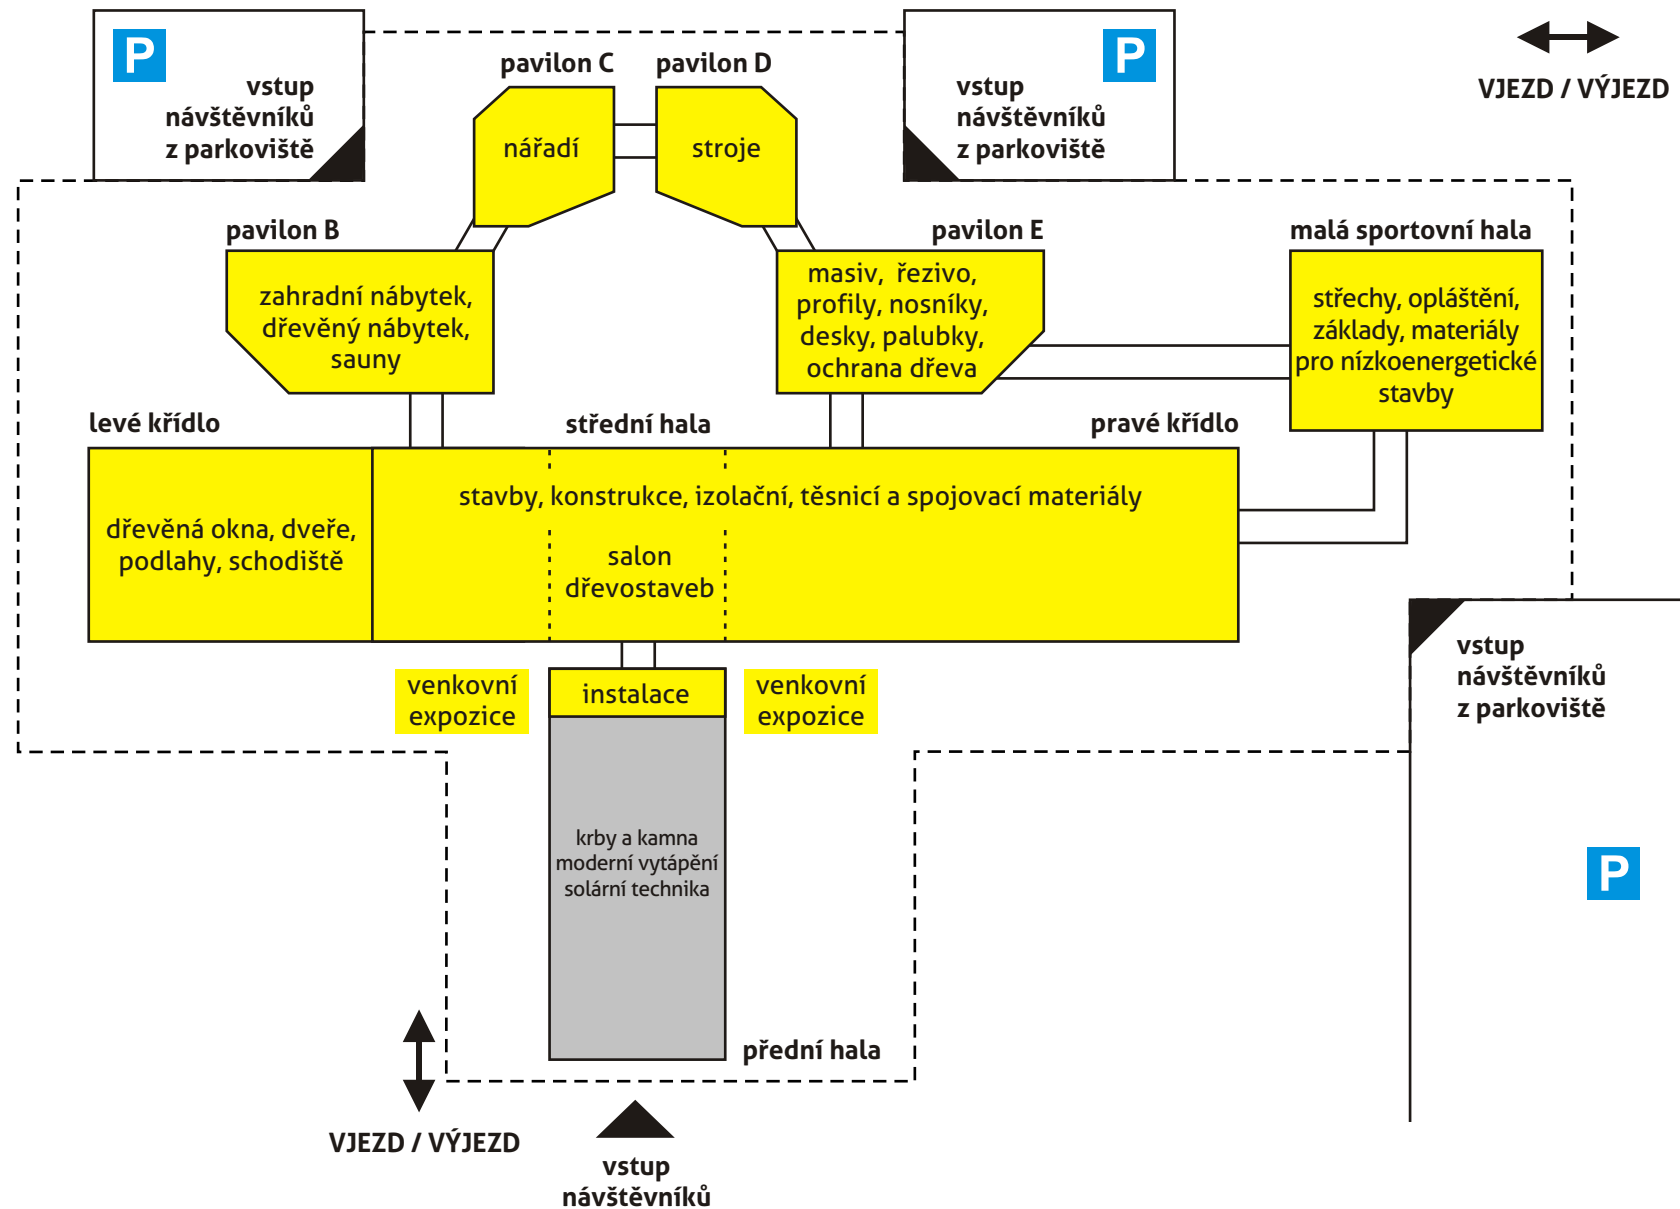 P
vstup
návštěvníků
z parkoviště
pavilon C
pavilon D
P
vstup
návštěvníků
z parkoviště
VJEZD / VÝJEZD
nářadí
stroje
pavilon B
zahradní nábytek,
dřevěný nábytek,
sauny
pavilon E
masiv, řezivo,
profily, nosníky,
desky, palubky,
ochrana dřeva
malá sportovní hala
střechy, opláštění,
základy, materiály
pro nízkoenergetické
stavby
levé křídlo
střední hala
pravé křídlo
dřevěná okna, dveře,
podlahy, schodiště
stavby, konstrukce, izolační, těsnicí a spojovací materiály
salon
dřevostaveb
venkovní
expozice
instalace
venkovní
expozice
vstup
návštěvníků
z parkoviště
P
krby a kamna
moderní vytápění
solární technika
přední hala
VJEZD / VÝJEZD
vstup
návštěvníků